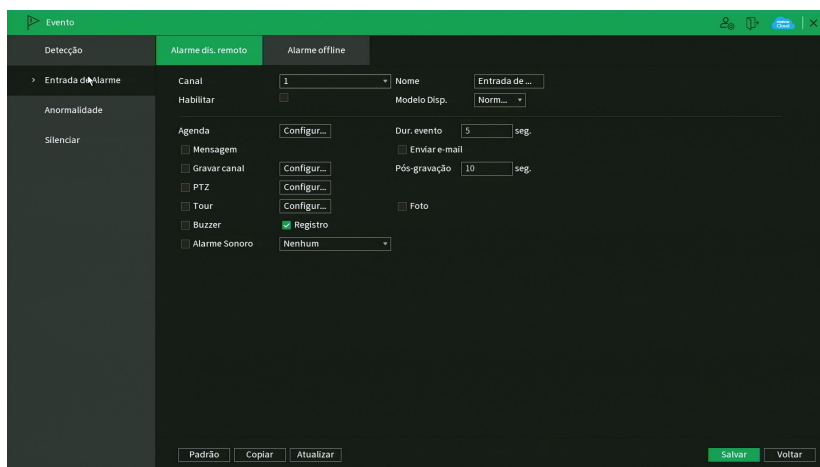 Evento
Detecção
Entrada de Alarme
Anormalidade
Silenciar
Alarme dis. remoto
Alarme offline
Canal 1 Nome Entrada de ...
Habilitar Modelo Disp. Norm...
Agenda Configur... Dur. evento 5 seg.
Mensagem Enviar e-mail
Gravar canal Configur... Pós-gravação 10 seg.
PTZ Configur...
Tour Configur... Foto
Buzzer Registro
Alarme Sonoro Nenhum
Padrão Copiar Atualizar Salvar Voltar